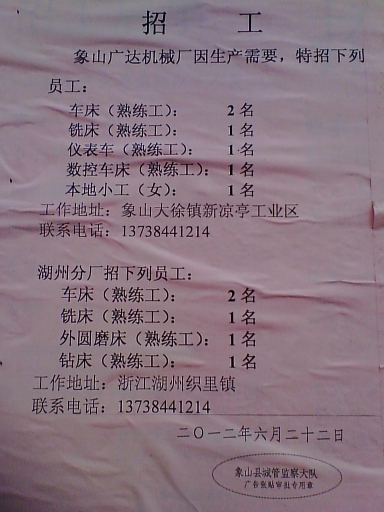 招 工
象山广达机械厂因生产需要，特招下列
员工：
车床（熟练工）： 2 名
铣床（熟练工）： 1 名
仪表车（熟练工）： 1 名
数控车床（熟练工）： 1 名
本地小工（女）： 1 名
工作地址：象山大徐镇新凉亭工业区
联系电话：13738441214
湖州分厂招下列员工：
车床（熟练工）： 2 名
铣床（熟练工）： 1 名
外圆磨床（熟练工）： 1 名
钻床（熟练工）： 1 名
工作地址：浙江湖州织里镇
联系电话：13738441214
二〇一二年六月二十二日
象山县城管监察大队
广告张贴审批专用章